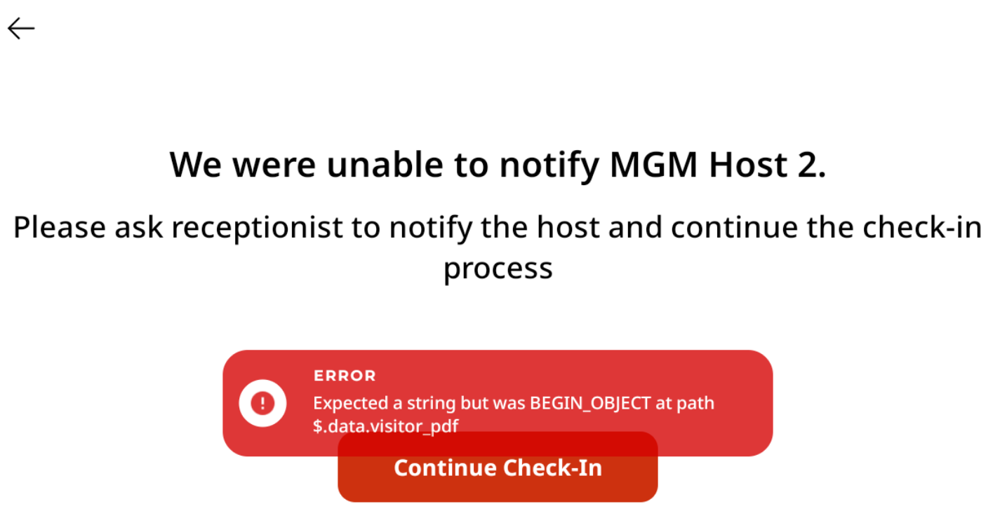 We were unable to notify MGM Host 2.
Please ask receptionist to notify the host and continue the check-in
process
ERROR
Expected a string but was BEGIN_OBJECT at path
$.data.visitor_pdf
Continue Check-In